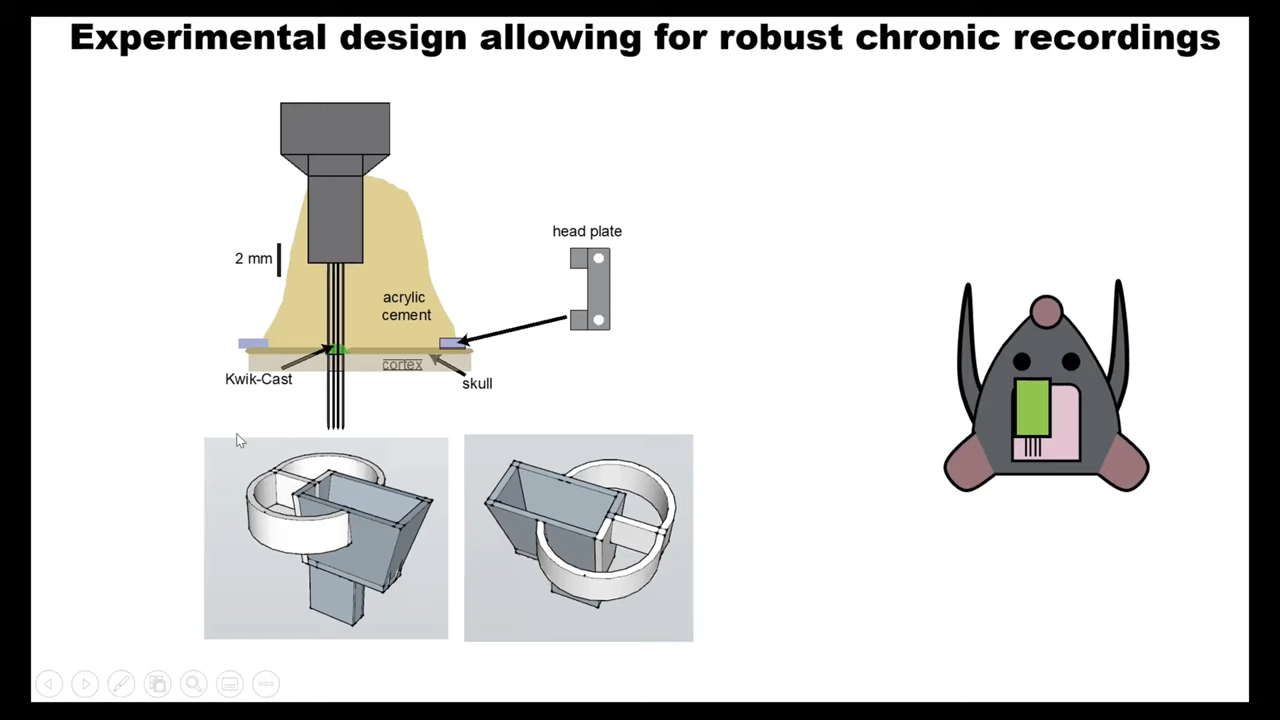 Experimental design allowing for robust chronic recordings
head plate
2 mm
acrylic
cement
cortex
Kwik-Cast
skull